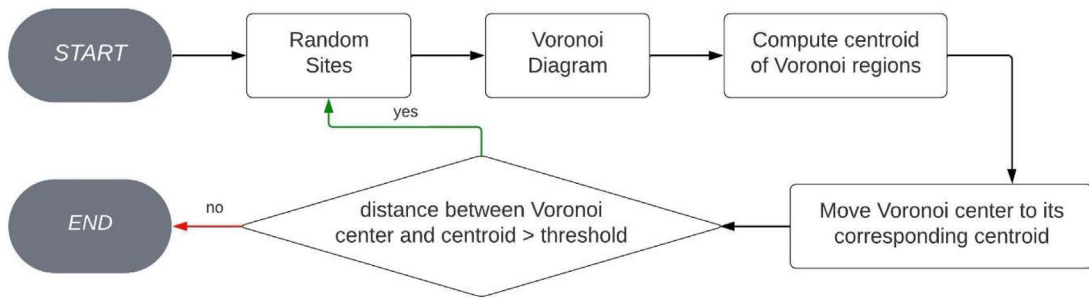 START
Random
Sites
Voronoi
Diagram
Compute centroid
of Voronoi regions
yes
Move Voronoi center to its
corresponding centroid
distance between Voronoi
center and centroid > threshold
no
END